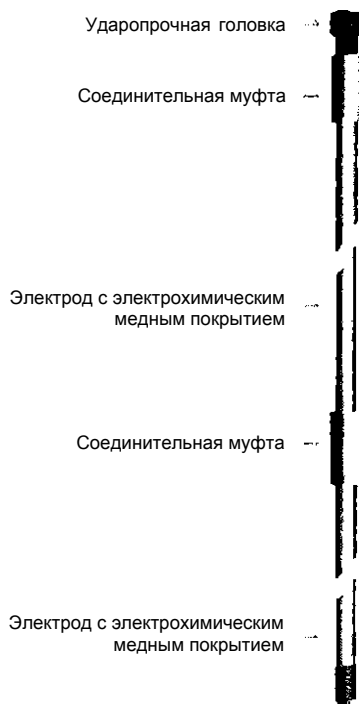 Ударопрочная головка
Соединительная муфта
Электрод с электрохимическим
медным покрытием
Соединительная муфта
Электрод с электрохимическим
медным покрытием